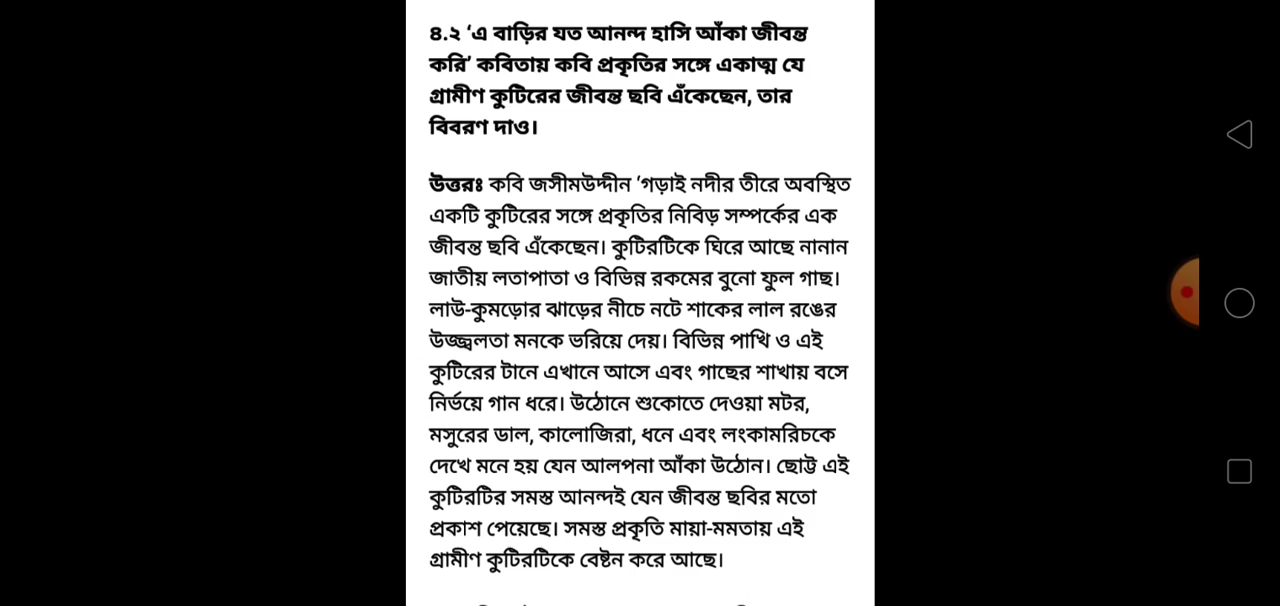 ৪.২ ‘এ বাড়ির যত আনন্দ হাসি আঁকা জীবন্ত
করি’ কবিতায় কবি প্রকৃতির সঙ্গে একাত্ম যে
গ্রামীণ কুটিরের জীবন্ত ছবি এঁকেছেন, তার
বিবরণ দাও।
উত্তরঃ কবি জসীমউদ্দীন ‘গড়াই নদীর তীরে অবস্থিত
একটি কুটিরের সঙ্গে প্রকৃতির নিবিড় সম্পর্কের এক
জীবন্ত ছবি এঁকেছেন। কুটিরটিকে ঘিরে আছে নানান
জাতীয় লতাপাতা ও বিভিন্ন রকমের বুনো ফুল গাছ।
লাউ-কুমড়োর ঝাড়ের নীচে নটে শাকের লাল রঙের
উজ্জ্বলতা মনকে ভরিয়ে দেয়। বিভিন্ন পাখি ও এই
কুটিরের টানে এখানে আসে এবং গাছের শাখায় বসে
নির্ভয়ে গান ধরে। উঠোনে শুকোতে দেওয়া মটর,
মসুরের ডাল, কালোজিরা, ধনে এবং লংকামরিচকে
দেখে মনে হয় যেন আলপনা আঁকা উঠোন। ছোট্ট এই
কুটিরটির সমস্ত আনন্দই যেন জীবন্ত ছবির মতো
প্রকাশ পেয়েছে। সমস্ত প্রকৃতি মায়া-মমতায় এই
গ্রামীণ কুটিরটিকে বেষ্টন করে আছে।